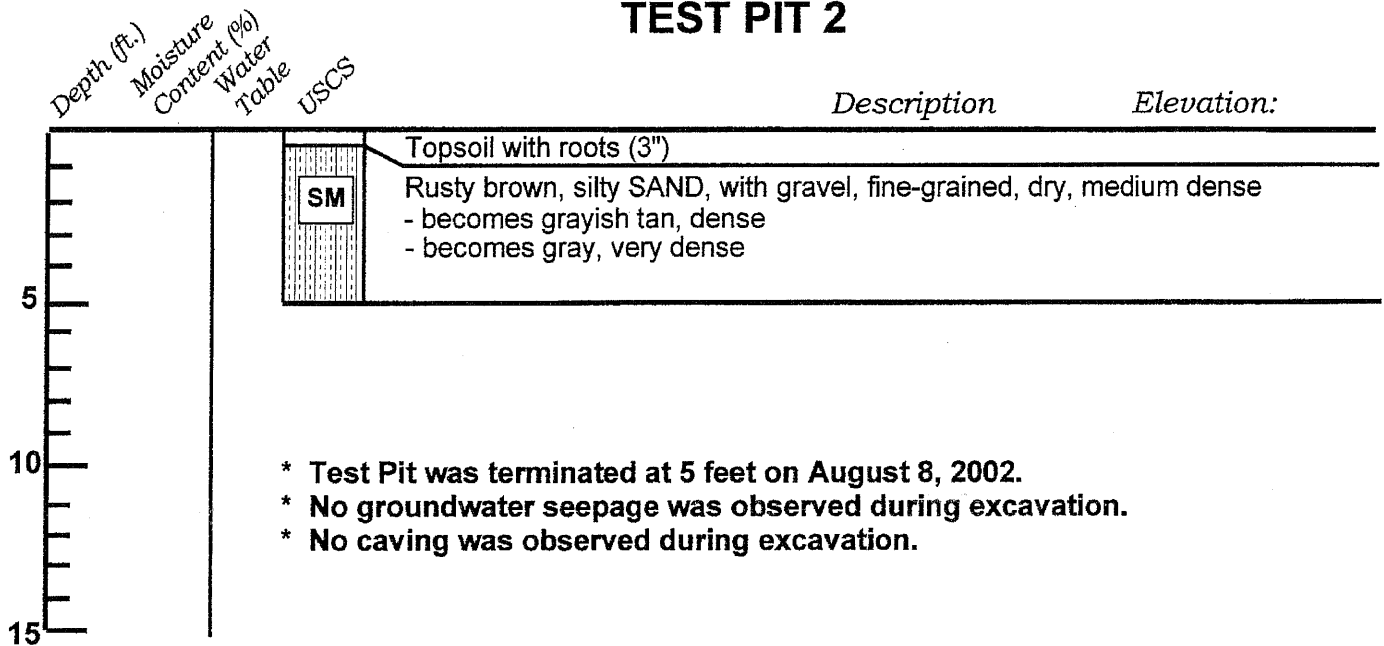 TEST PIT 2
Depth (ft.)
Moisture
Content (%)
Water
Table
USCS
Description
Elevation:
Topsoil with roots (3")
SM
Rusty brown, silty SAND, with gravel, fine-grained, dry, medium dense
- becomes grayish tan, dense
- becomes gray, very dense
5
10
* Test Pit was terminated at 5 feet on August 8, 2002.
* No groundwater seepage was observed during excavation.
* No caving was observed during excavation.
15